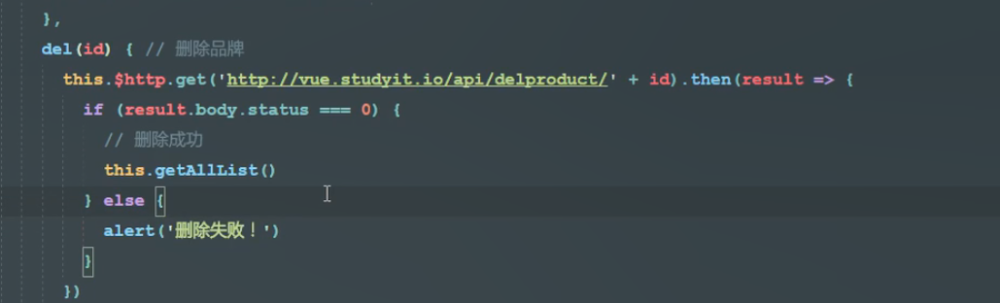 },
del(id) { // 删除品牌
this.$http.get('http://vue.studyit.io/api/delproduct/' + id).then(result => {
if (result.body.status === 0) {
// 删除成功
this.getAllList()
} else {
alert('删除失败！')
}
})